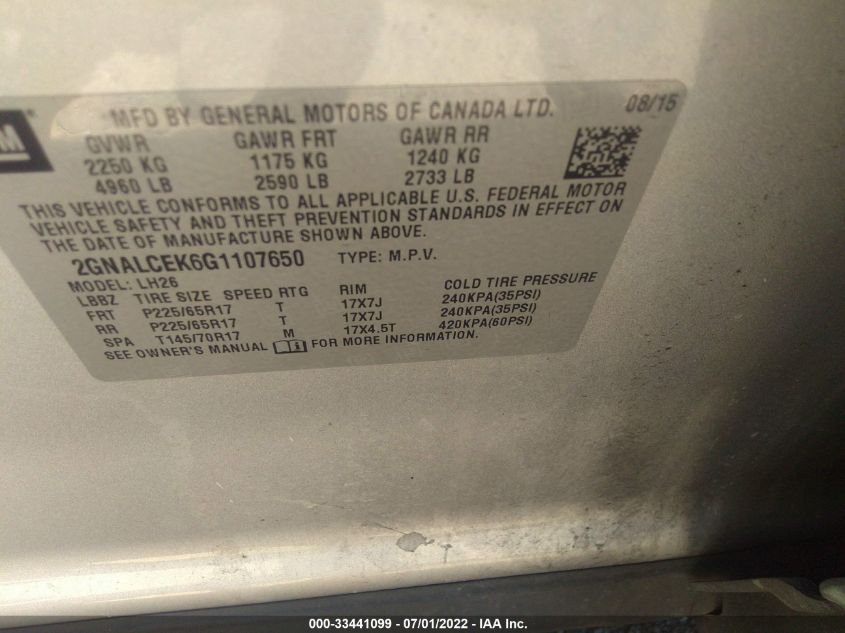 M
MFD BY GENERAL MOTORS OF CANADA LTD. 08/15
GVWR GAWR FRT GAWR RR
2250 KG 1175 KG 1240 KG
4960 LB 2590 LB 2733 LB
THIS VEHICLE CONFORMS TO ALL APPLICABLE U.S. FEDERAL MOTOR
VEHICLE SAFETY AND THEFT PREVENTION STANDARDS IN EFFECT ON
THE DATE OF MANUFACTURE SHOWN ABOVE.
2GNALCEK6G1107650 TYPE: M.P.V.
MODEL: LH26
LBBZ TIRE SIZE SPEED RTG RIM COLD TIRE PRESSURE
FRT P225/65R17 T 17X7J 240KPA(35PSI)
RR P225/65R17 T 17X7J 240KPA(35PSI)
SPA T145/70R17 M 17X4.5T 420KPA(60PSI)
SEE OWNER'S MANUAL FOR MORE INFORMATION.
000-33441099 - 07/01/2022 - IAA Inc.